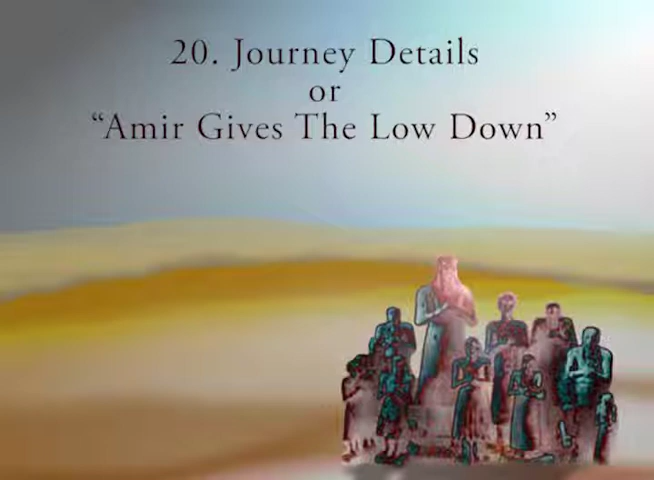 20. Journey Details
or
“Amir Gives The Low Down”